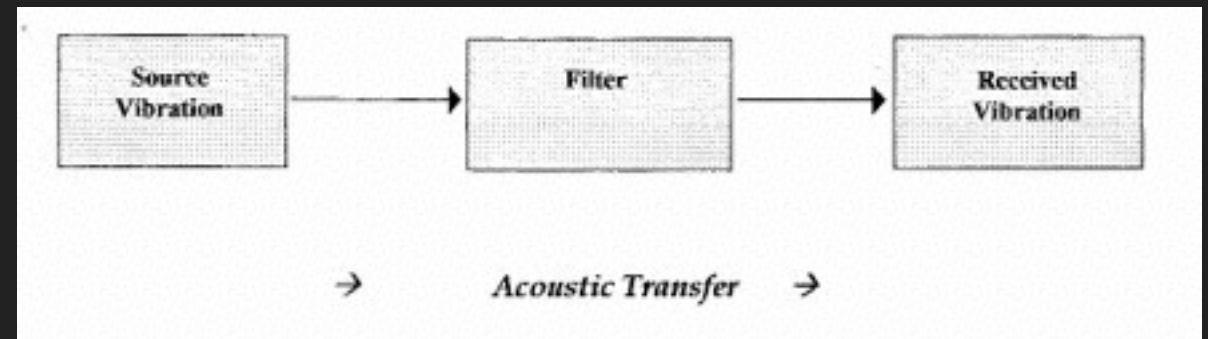 Source
Vibration
Filter
Received
Vibration
→ Acoustic Transfer →